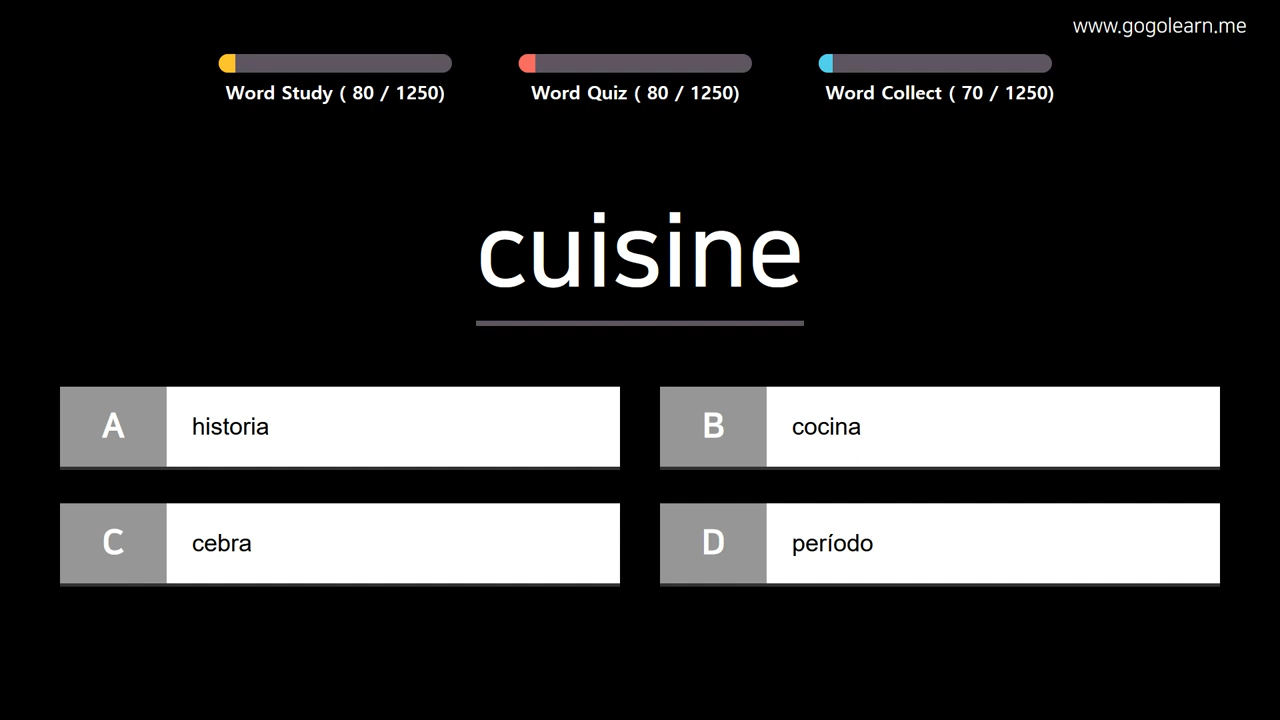 www.gogolearn.me
Word Study ( 80 / 1250)
Word Quiz ( 80 / 1250)
Word Collect ( 70 / 1250)
cuisine
A
historia
B
cocina
C
cebra
D
período